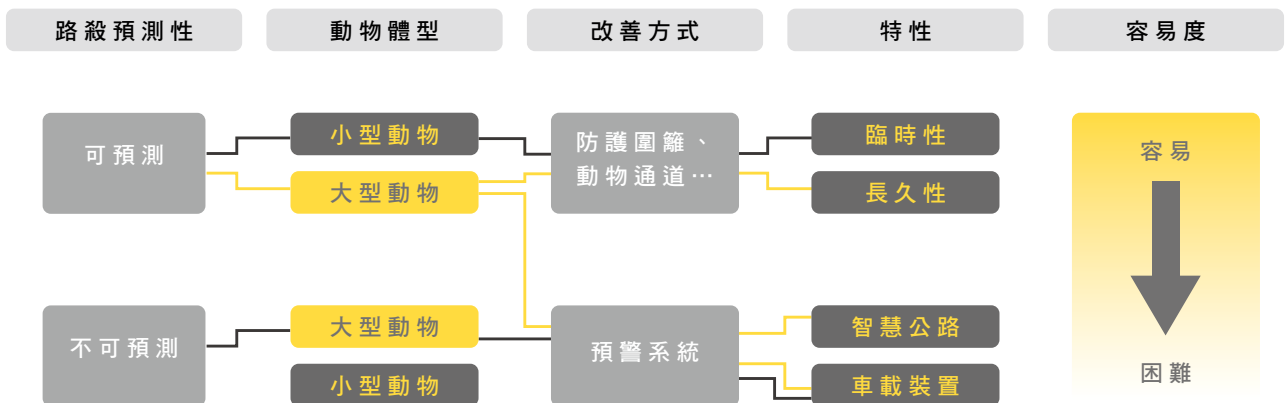 路殺預測性
動物體型
改善方式
特性
容易度
可預測
小型動物
大型動物
防護圍籬、
動物通道…
臨時性
長久性
容易
不可預測
大型動物
小型動物
預警系統
智慧公路
車載裝置
困難